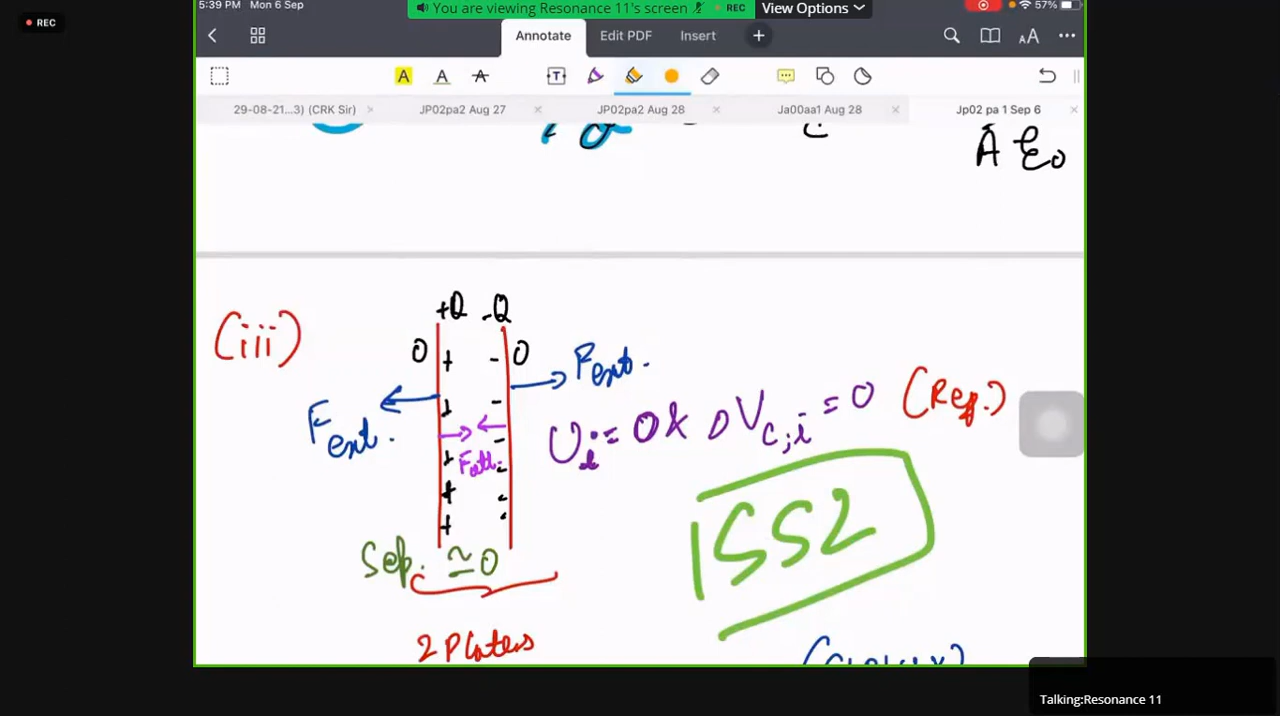 5:39 PM Mon 6 Sep
You are viewing Resonance 11's screen
REC
View Options
57%
REC
Annotate
Edit PDF
Insert
29-08-21...3) (CRK Sir)
JP02pa2 Aug 27
JP02pa2 Aug 28
Ja00aa1 Aug 28
Jp02 pa 1 Sep 6
A ε₀
(iii)
+Q -Q
0 + - 0
Fext.
Fext.
Fatt.
Ui = 0 & ΔVc,i = 0 (Ref.)
Sep. ≃ 0
SS2
2 Plates
Talking:Resonance 11